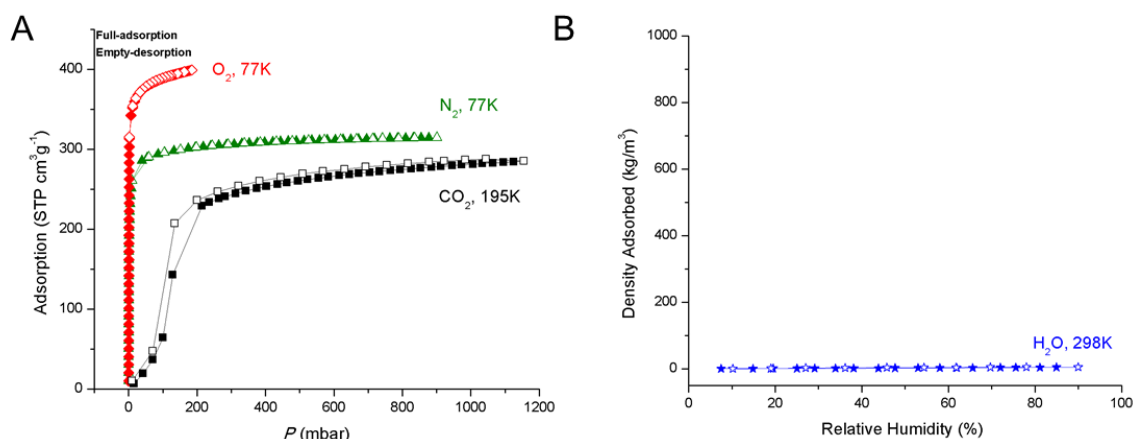 A
Full-adsorption
Empty-desorption
O₂, 77K
N₂, 77K
CO₂, 195K
400
300
200
100
0
Adsorption (STP cm³g⁻¹)
0 200 400 600 800 1000 1200
P (mbar)
B
1000
800
600
400
200
0
Density Adsorbed (kg/m³)
H₂O, 298K
0 20 40 60 80 100
Relative Humidity (%)